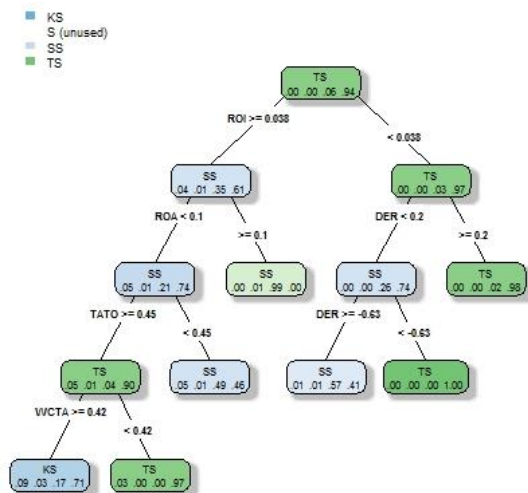 KS
S (unused)
SS
TS
TS
.00 .00 .06 .94
ROI >= 0.038
< 0.038
SS
.04 .01 .35 .61
TS
.00 .00 .03 .97
ROA < 0.1
>= 0.1
DER < 0.2
>= 0.2
SS
.05 .01 .21 .74
SS
.00 .01 .99 .00
SS
.00 .00 .26 .74
TS
.00 .00 .02 .98
TATO >= 0.45
< 0.45
DER >= -0.63
< -0.63
TS
.05 .01 .04 .90
SS
.05 .01 .49 .46
SS
.01 .01 .57 .41
TS
.00 .00 .00 1.00
WCTA >= 0.42
< 0.42
KS
.09 .03 .17 .71
TS
.03 .00 .00 .97